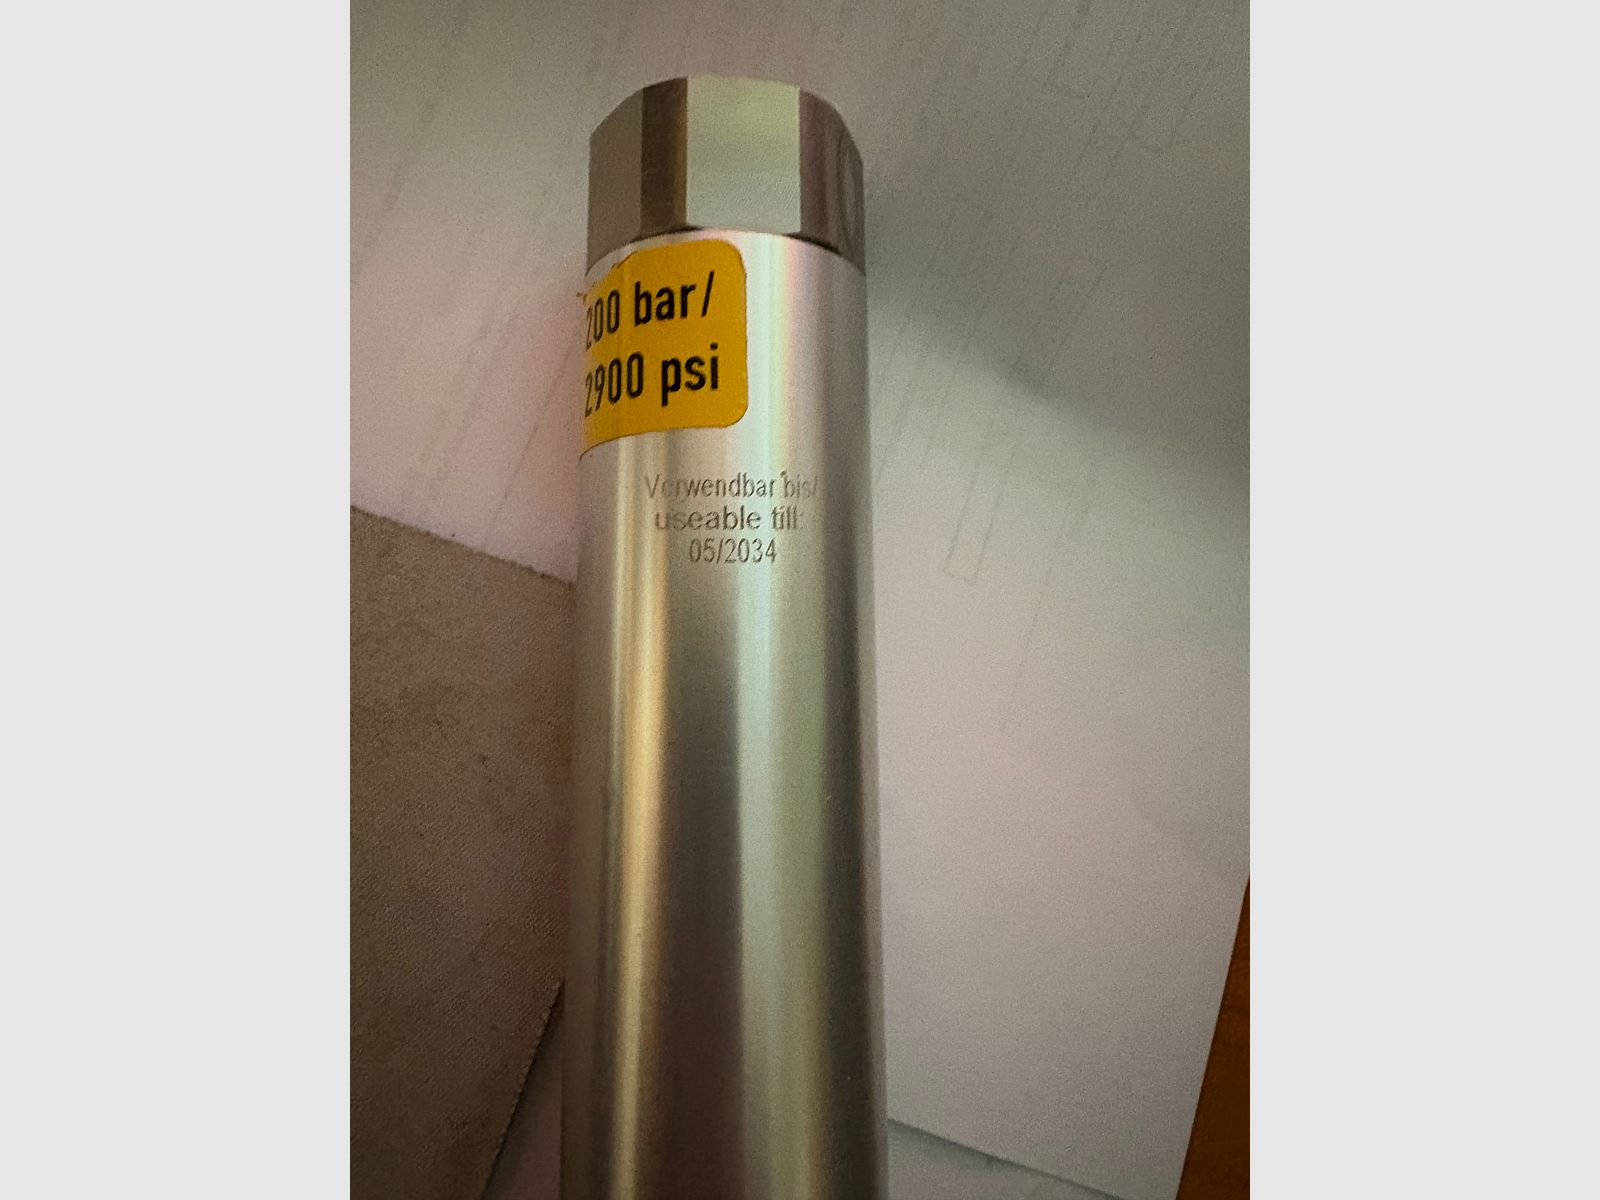 200 bar/
2900 psi
Verwendbar bis/
useable till:
05/2034